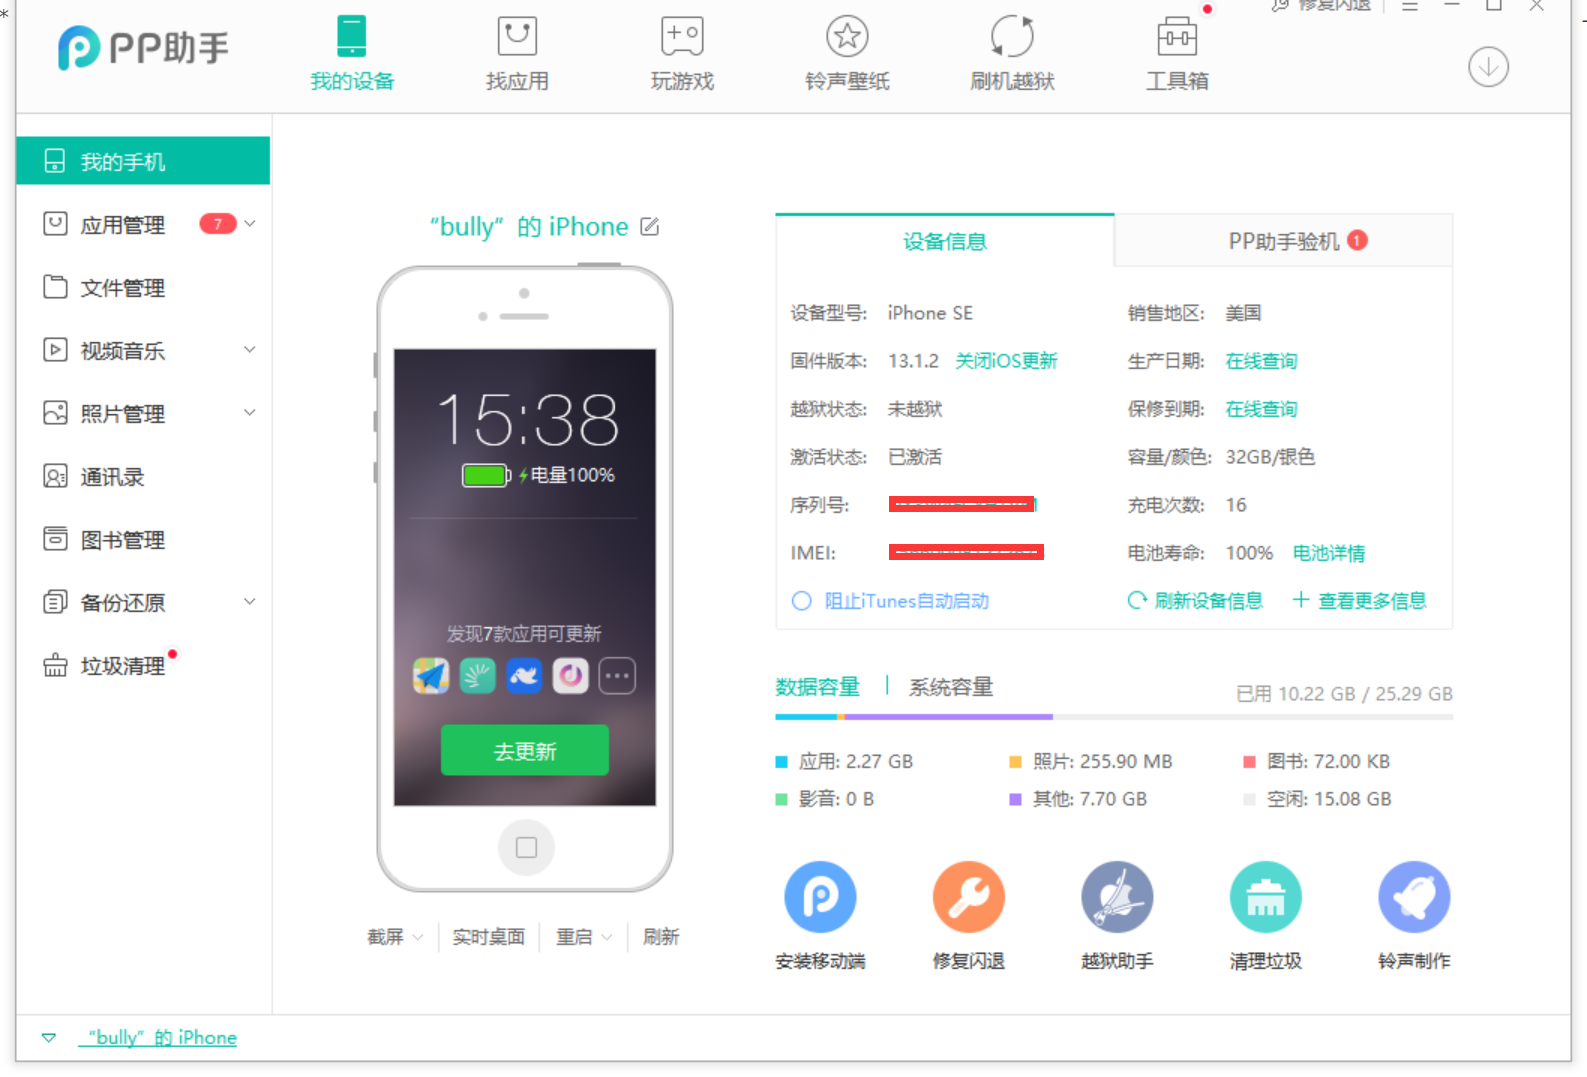 修复闪退
PP助手
我的设备
找应用
玩游戏
铃声壁纸
刷机越狱
工具箱
我的手机
应用管理 7
文件管理
视频音乐
照片管理
通讯录
图书管理
备份还原
垃圾清理
“bully” 的 iPhone
15:38
电量100%
发现7款应用可更新
去更新
截屏 实时桌面 重启 刷新
设备信息 PP助手验机 1
设备型号: iPhone SE 销售地区: 美国
固件版本: 13.1.2 关闭iOS更新 生产日期: 在线查询
越狱状态: 未越狱 保修到期: 在线查询
激活状态: 已激活 容量/颜色: 32GB/银色
序列号: 充电次数: 16
IMEI: 电池寿命: 100% 电池详情
阻止iTunes自动启动 刷新设备信息 查看更多信息
数据容量 系统容量 已用 10.22 GB / 25.29 GB
应用: 2.27 GB 照片: 255.90 MB 图书: 72.00 KB
影音: 0 B 其他: 7.70 GB 空闲: 15.08 GB
安装移动端 修复闪退 越狱助手 清理垃圾 铃声制作
“bully” 的 iPhone